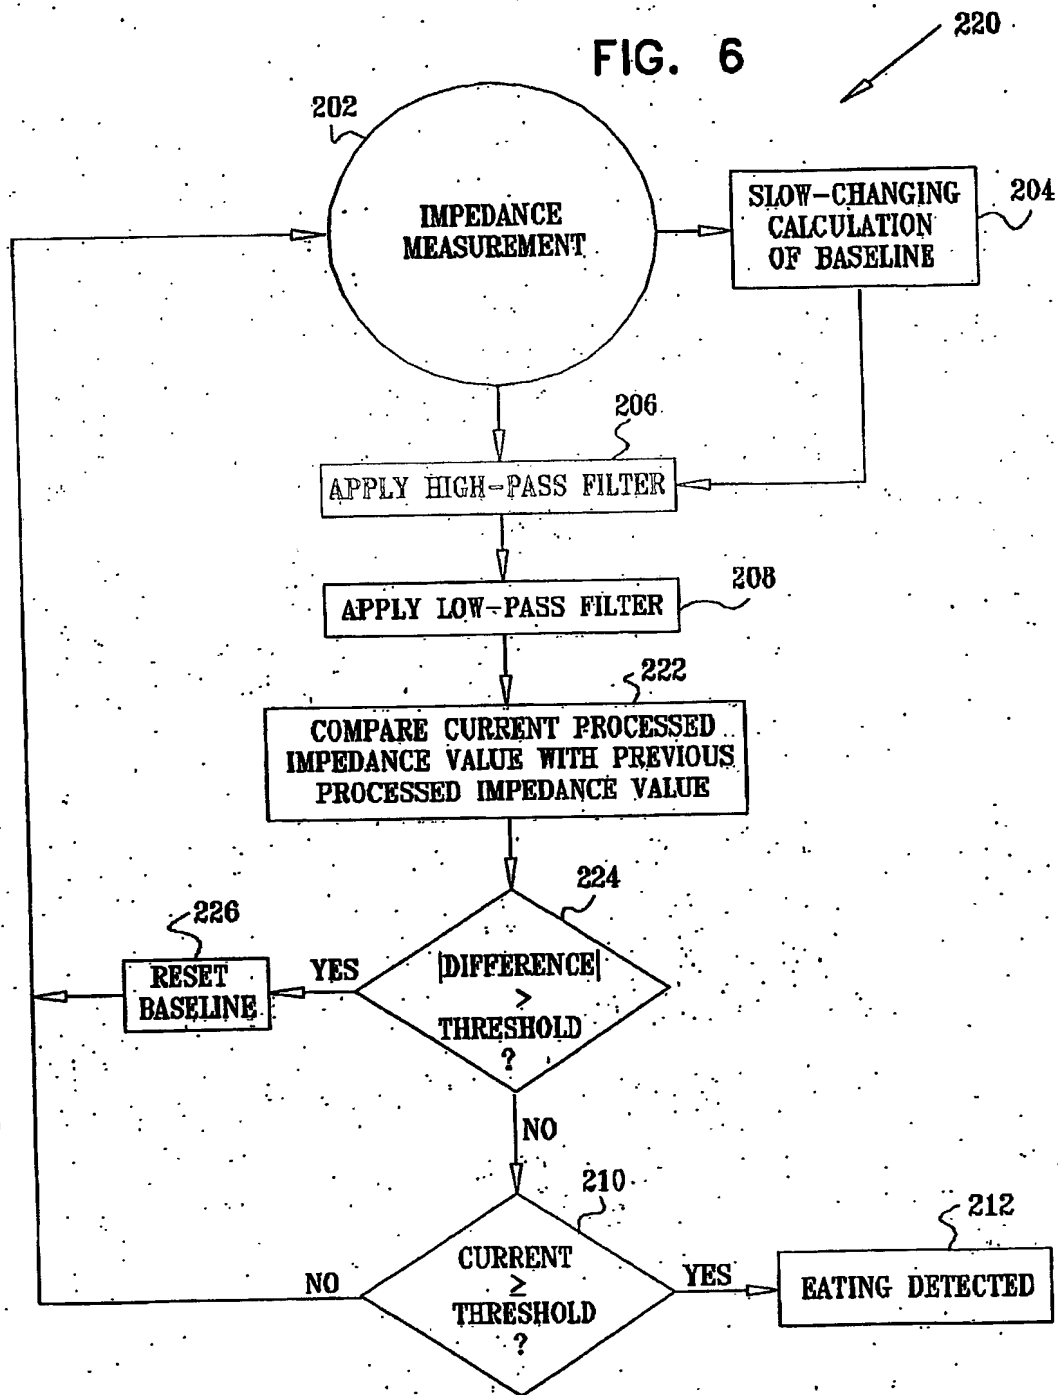 FIG. 6
220
202
IMPEDANCE
MEASUREMENT
SLOW-CHANGING
CALCULATION
OF BASELINE
204
206
APPLY HIGH-PASS FILTER
APPLY LOW-PASS FILTER
208
222
COMPARE CURRENT PROCESSED
IMPEDANCE VALUE WITH PREVIOUS
PROCESSED IMPEDANCE VALUE
224
|DIFFERENCE|
>
THRESHOLD
?
YES
226
RESET
BASELINE
NO
210
CURRENT
≥
THRESHOLD
?
NO
YES
212
EATING DETECTED